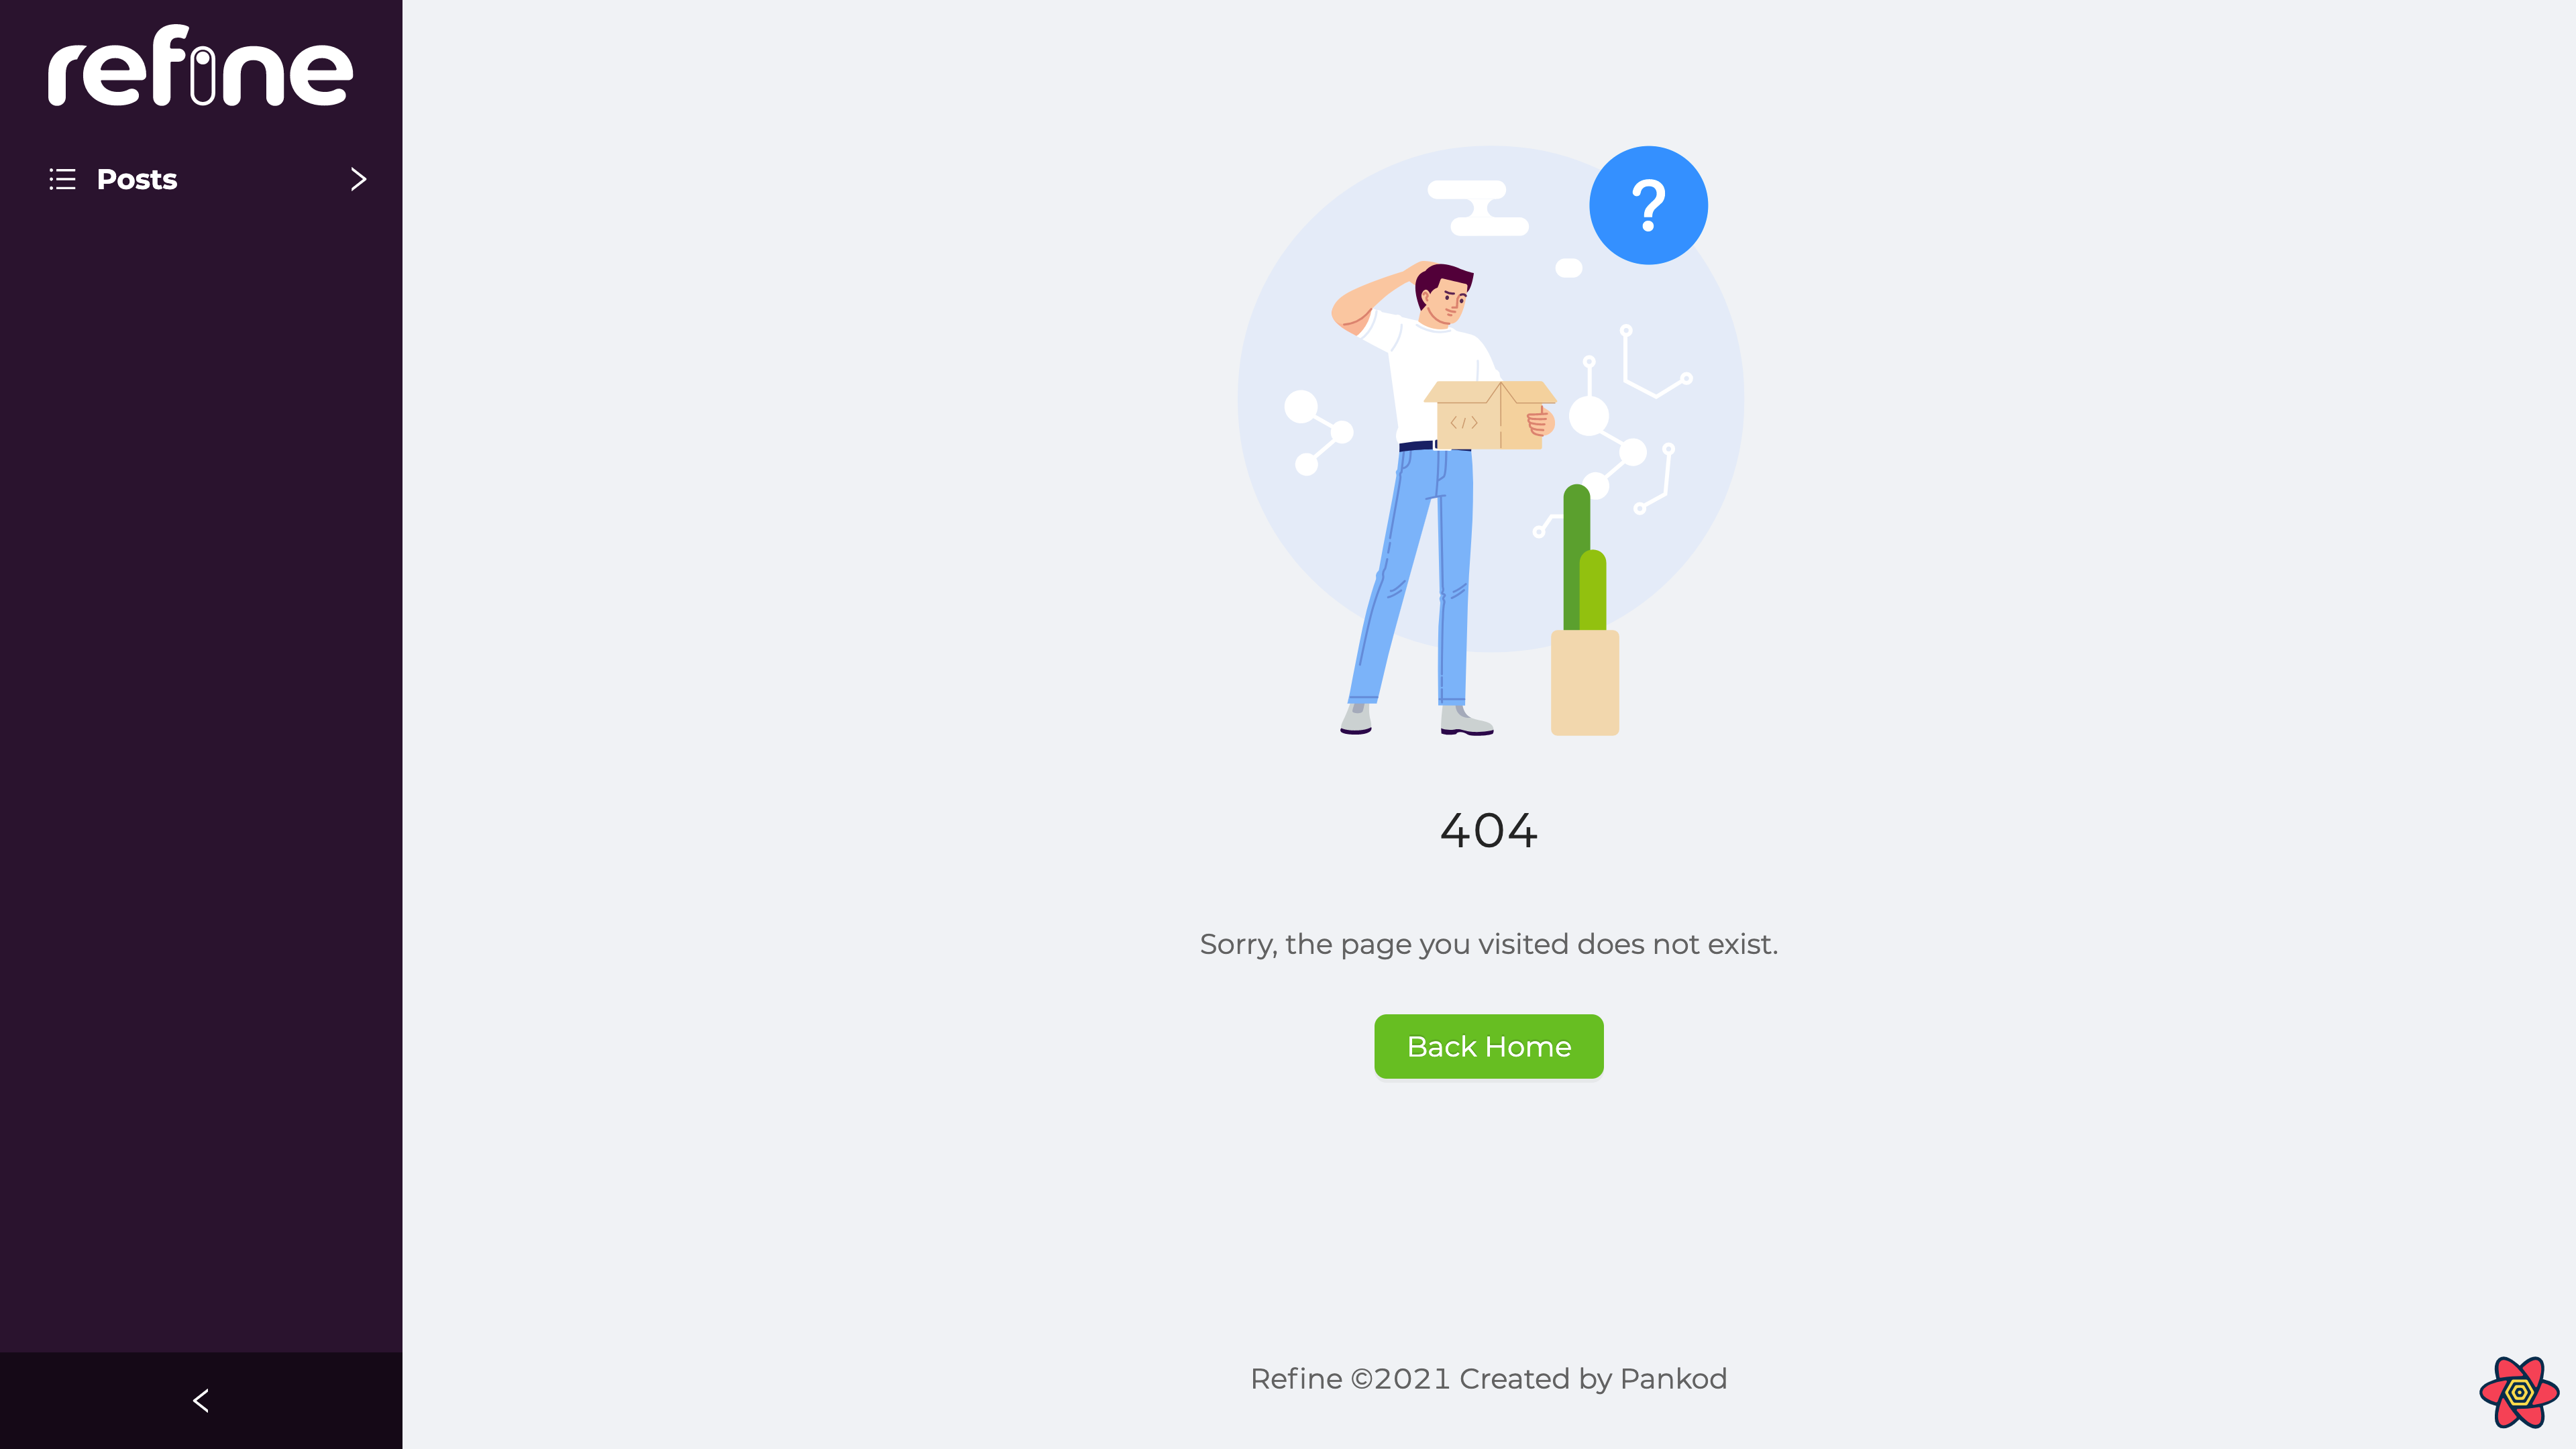 refine
Posts
?
</>
404
Sorry, the page you visited does not exist.
Back Home
Refine ©2021 Created by Pankod